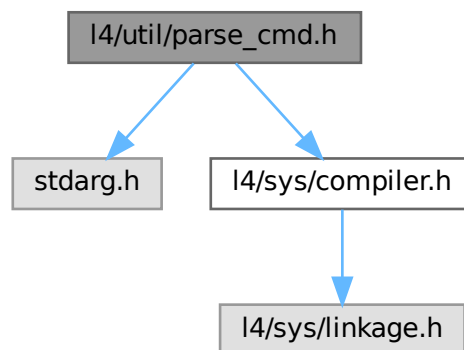 l4/util/parse_cmd.h
stdarg.h
l4/sys/compiler.h
l4/sys/linkage.h